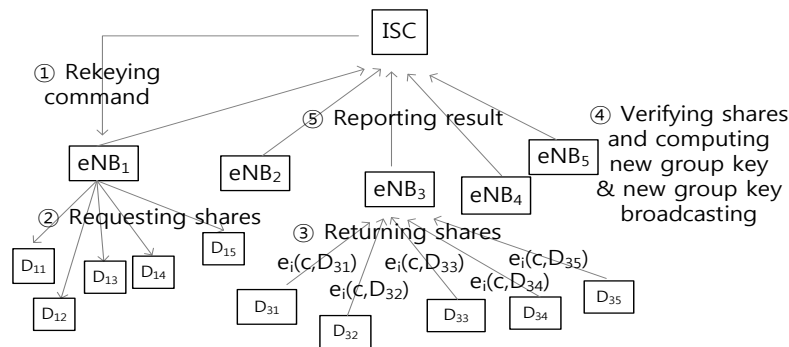 ISC
① Rekeying
command
⑤ Reporting result
④ Verifying shares
and computing
new group key
& new group key
broadcasting
eNB₁
eNB₂
eNB₃
eNB₄
eNB₅
② Requesting shares
③ Returning shares
D₁₁
D₁₂
D₁₃
D₁₄
D₁₅
eᵢ(c,D₃₁)
eᵢ(c,D₃₂)
eᵢ(c,D₃₃)
eᵢ(c,D₃₄)
eᵢ(c,D₃₅)
D₃₁
D₃₂
D₃₃
D₃₄
D₃₅